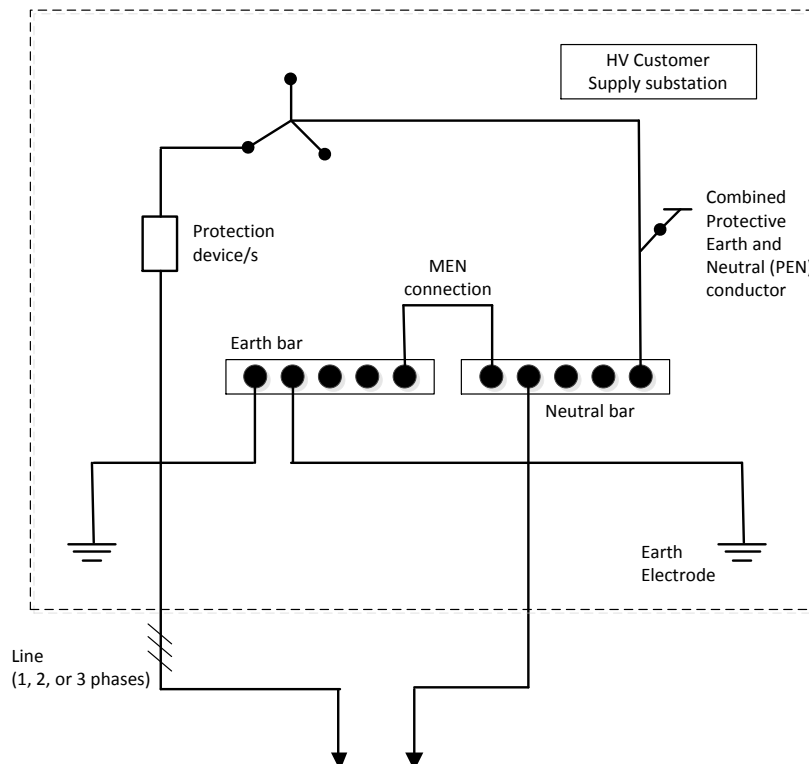 HV Customer
Supply substation
Combined
Protective
Earth and
Neutral (PEN)
conductor
Protection
device/s
MEN
connection
Earth bar
Neutral bar
Earth
Electrode
Line
(1, 2, or 3 phases)